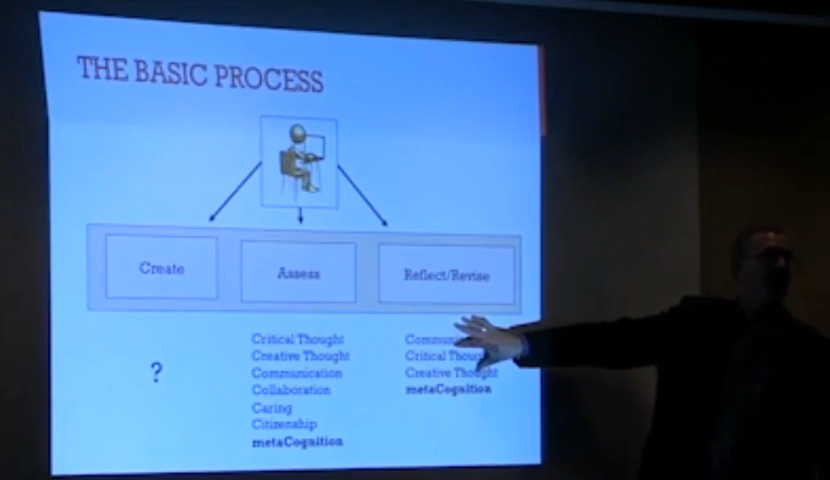 THE BASIC PROCESS
Create
Assess
Reflect/Revise
?
Critical Thought
Creative Thought
Communication
Collaboration
Caring
Citizenship
metaCognition
Critical
Creative Thought
metaCognition